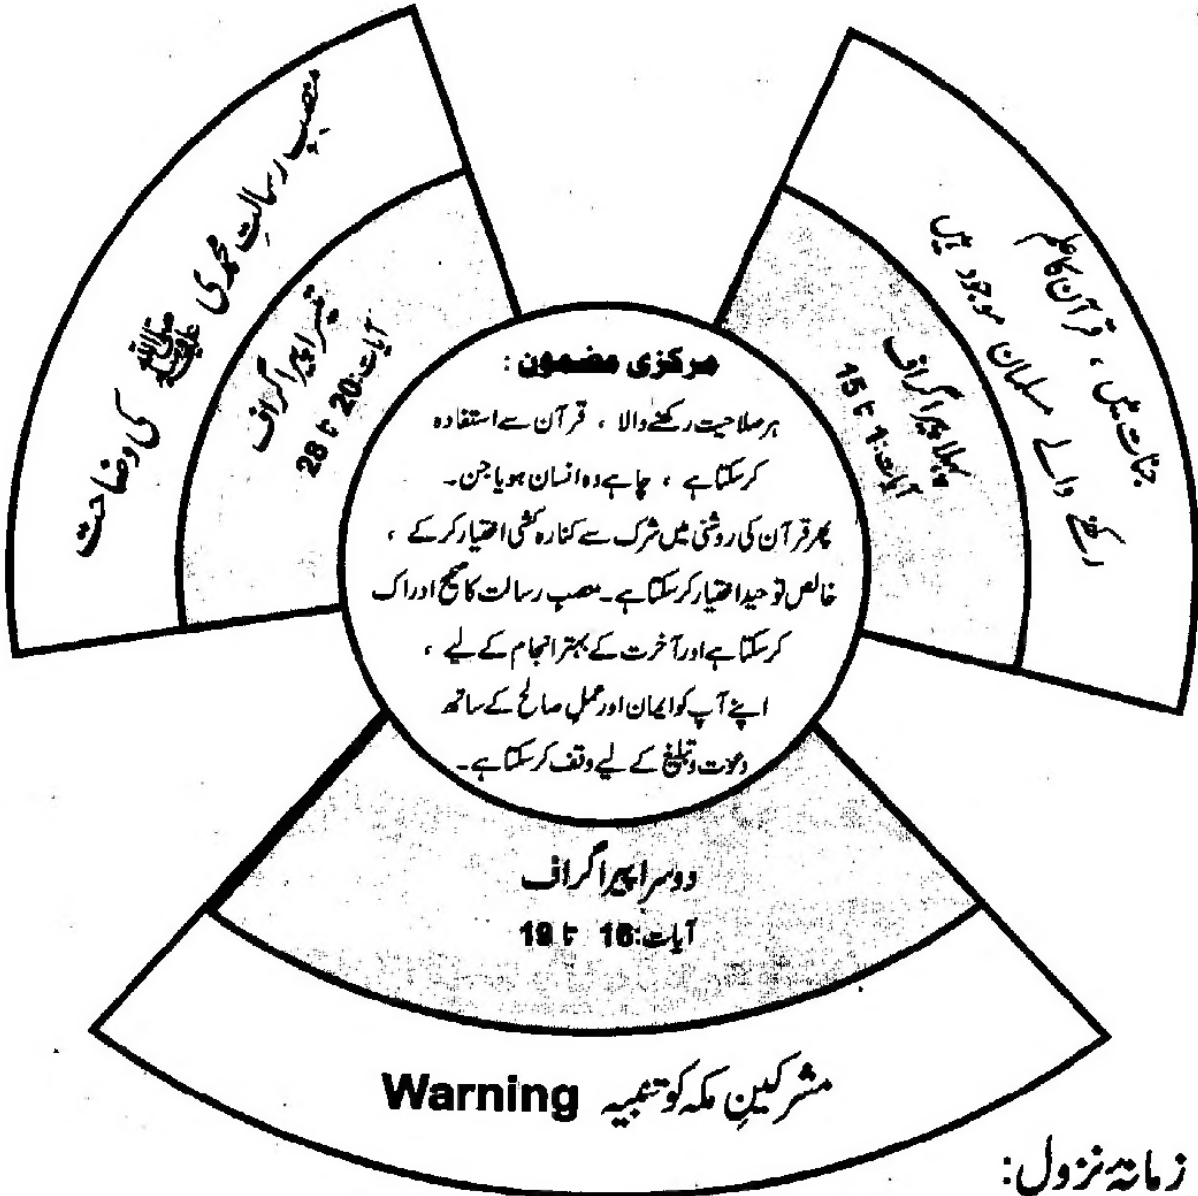 جنات میں ، قرآن کا علم
رکھنے والے مسلمان موجود ہیں
پہلا پیراگراف
آیات:1 تا 15
منصبِ رسالتِ محمدی ﷺ کی وضاحت
تیسرا پیراگراف
آیات:20 تا 28
مرکزی مضمون :
ہر صلاحیت رکھنے والا ، قرآن سے استفادہ
کرسکتا ہے ، چاہے وہ انسان ہو یا جن۔
پھر قرآن کی روشنی میں شرک سے کنارہ کشی اختیار کرکے ،
خالص توحید اختیار کرسکتا ہے۔ منصبِ رسالت کا صحیح ادراک
کرسکتا ہے اور آخرت کے بہتر انجام کے لیے ،
اپنے آپ کو ایمان اور عملِ صالح کے ساتھ
دعوت و تبلیغ کے لیے وقف کرسکتا ہے۔
دوسرا پیراگراف
آیات:16 تا 19
مشرکینِ مکہ کو تنبیہ Warning
زمانۂ نزول: